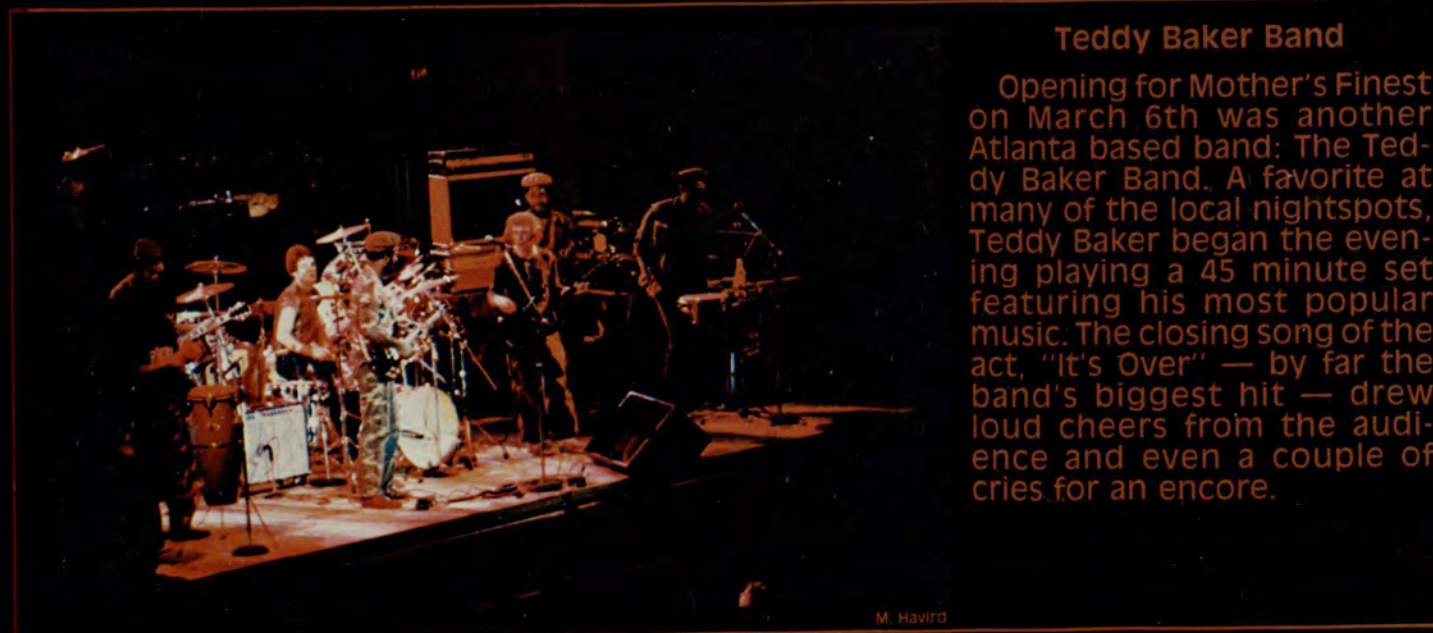 Teddy Baker Band
Opening for Mother's Finest
on March 6th was another
Atlanta based band: The Ted-
dy Baker Band. A favorite at
many of the local nightspots,
Teddy Baker began the even-
ing playing a 45 minute set
featuring his most popular
music. The closing song of the
act, "It's Over" — by far the
band's biggest hit — drew
loud cheers from the audi-
ence and even a couple of
cries for an encore.
M. Havird